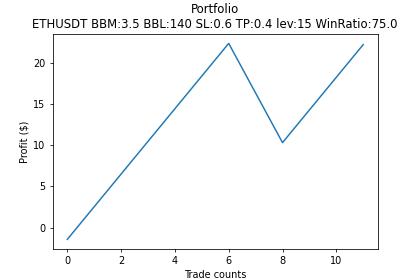 Portfolio
ETHUSDT BBM:3.5 BBL:140 SL:0.6 TP:0.4 lev:15 WinRatio:75.0
20
15
10
5
0
Profit ($)
0 2 4 6 8 10
Trade counts